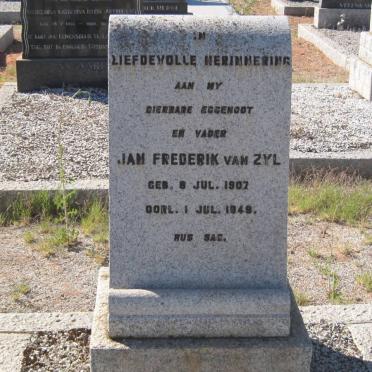 IN
LIEFDEVOLLE HERINNERING
AAN MY
DIERBARE EGGENOOT
EN VADER
JAN FREDERIK VAN ZYL
GEB. 8 JUL. 1907
OORL. 1 JUL. 1949.
RUS SAG.